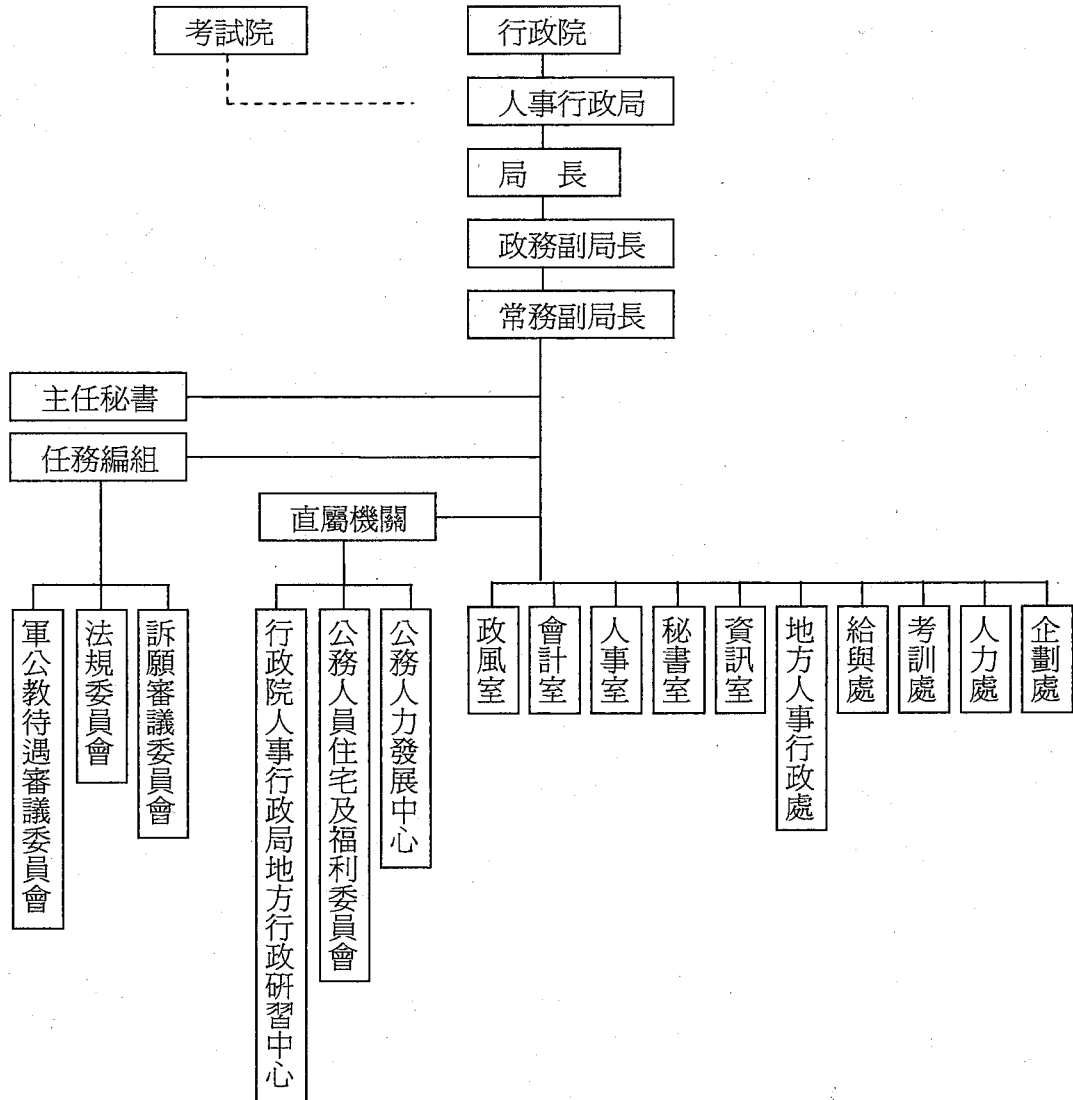 考試院
行政院
人事行政局
局 長
政務副局長
常務副局長
主任秘書
任務編組
直屬機關
軍公教待遇審議委員會
法規委員會
訴願審議委員會
行政院人事行政局地方行政研習中心
公務人員住宅及福利委員會
公務人力發展中心
政風室
會計室
人事室
秘書室
資訊室
地方人事行政處
給與處
考訓處
人力處
企劃處